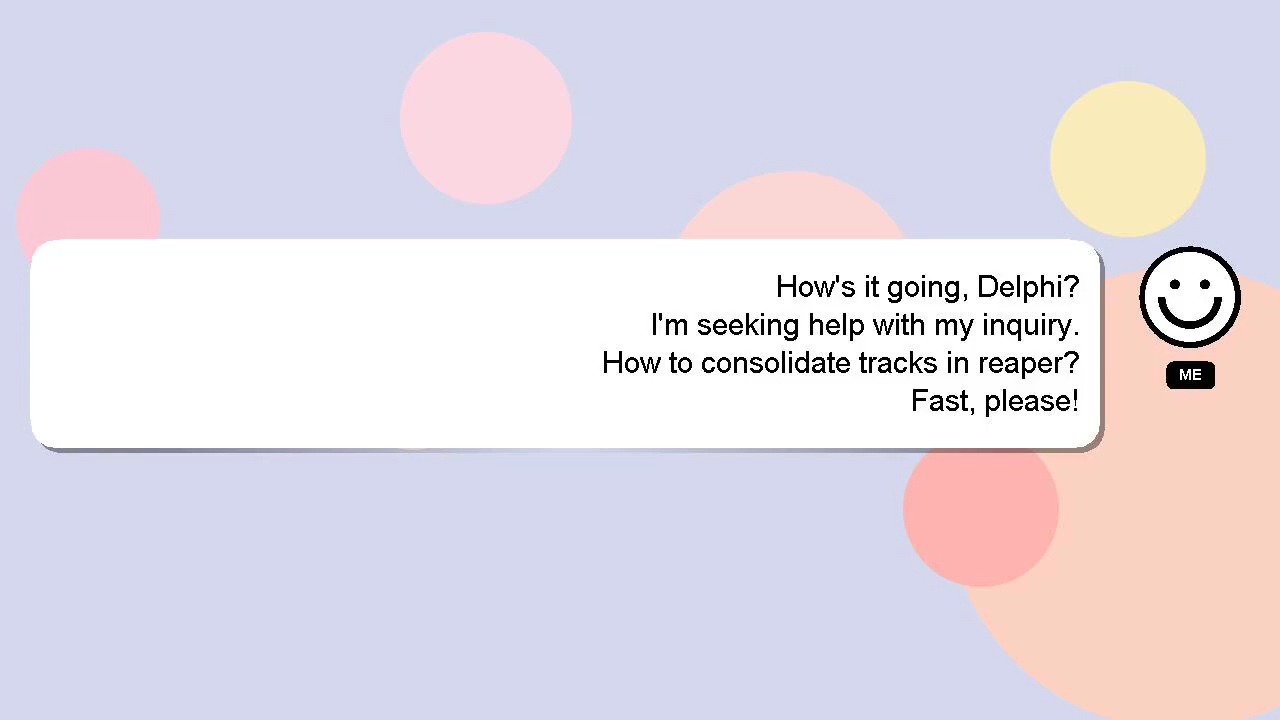 How's it going, Delphi?
I'm seeking help with my inquiry.
How to consolidate tracks in reaper?
Fast, please!
ME